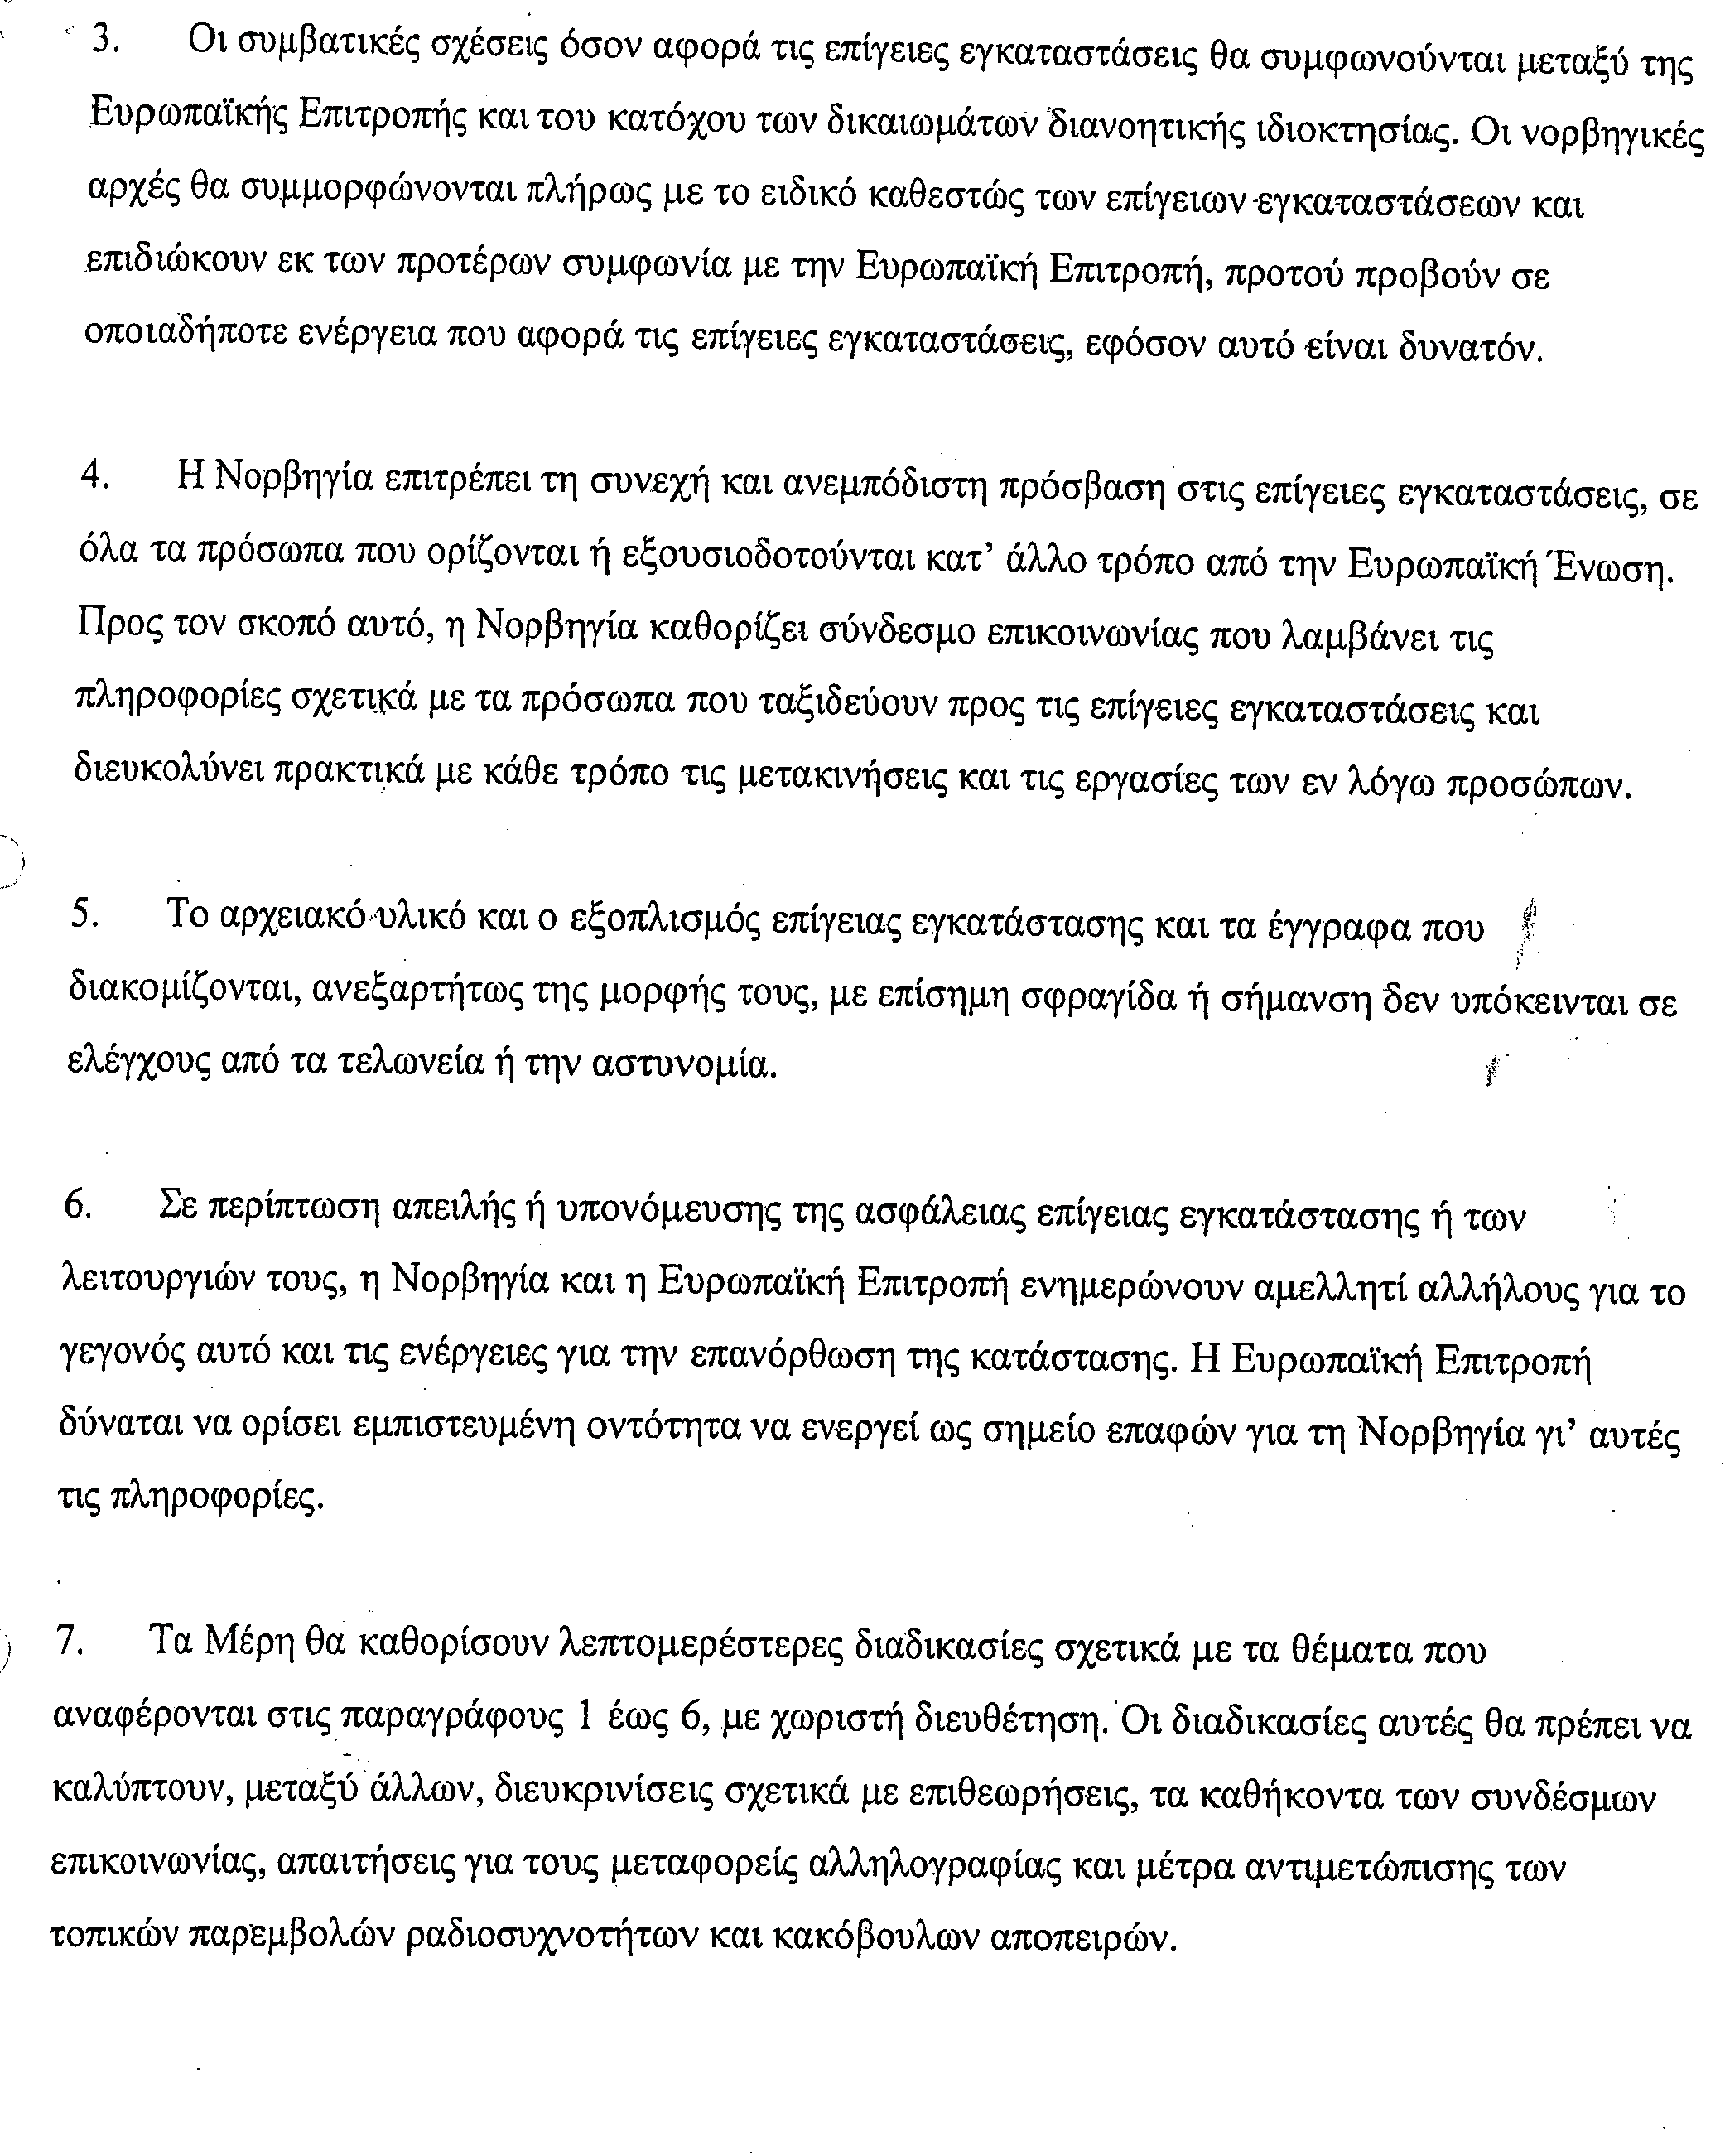 3. Οι συμβατικές σχέσεις όσον αφορά τις επίγειες εγκαταστάσεις θα συμφωνούνται μεταξύ της
Ευρωπαϊκής Επιτροπής και του κατόχου των δικαιωμάτων διανοητικής ιδιοκτησίας. Οι νορβηγικές
αρχές θα συμμορφώνονται πλήρως με το ειδικό καθεστώς των επίγειων εγκαταστάσεων και
επιδιώκουν εκ των προτέρων συμφωνία με την Ευρωπαϊκή Επιτροπή, προτού προβούν σε
οποιαδήποτε ενέργεια που αφορά τις επίγειες εγκαταστάσεις, εφόσον αυτό είναι δυνατόν.
4. Η Νορβηγία επιτρέπει τη συνεχή και ανεμπόδιστη πρόσβαση στις επίγειες εγκαταστάσεις, σε
όλα τα πρόσωπα που ορίζονται ή εξουσιοδοτούνται κατ’ άλλο τρόπο από την Ευρωπαϊκή Ένωση.
Προς τον σκοπό αυτό, η Νορβηγία καθορίζει σύνδεσμο επικοινωνίας που λαμβάνει τις
πληροφορίες σχετικά με τα πρόσωπα που ταξιδεύουν προς τις επίγειες εγκαταστάσεις και
διευκολύνει πρακτικά με κάθε τρόπο τις μετακινήσεις και τις εργασίες των εν λόγω προσώπων.
5. Το αρχειακό υλικό και ο εξοπλισμός επίγειας εγκατάστασης και τα έγγραφα που
διακομίζονται, ανεξαρτήτως της μορφής τους, με επίσημη σφραγίδα ή σήμανση δεν υπόκεινται σε
ελέγχους από τα τελωνεία ή την αστυνομία.
6. Σε περίπτωση απειλής ή υπονόμευσης της ασφάλειας επίγειας εγκατάστασης ή των
λειτουργιών τους, η Νορβηγία και η Ευρωπαϊκή Επιτροπή ενημερώνουν αμελλητί αλλήλους για το
γεγονός αυτό και τις ενέργειες για την επανόρθωση της κατάστασης. Η Ευρωπαϊκή Επιτροπή
δύναται να ορίσει εμπιστευμένη οντότητα να ενεργεί ως σημείο επαφών για τη Νορβηγία γι’ αυτές
τις πληροφορίες.
7. Τα Μέρη θα καθορίσουν λεπτομερέστερες διαδικασίες σχετικά με τα θέματα που
αναφέρονται στις παραγράφους 1 έως 6, με χωριστή διευθέτηση. Οι διαδικασίες αυτές θα πρέπει να
καλύπτουν, μεταξύ άλλων, διευκρινίσεις σχετικά με επιθεωρήσεις, τα καθήκοντα των συνδέσμων
επικοινωνίας, απαιτήσεις για τους μεταφορείς αλληλογραφίας και μέτρα αντιμετώπισης των
τοπικών παρεμβολών ραδιοσυχνοτήτων και κακόβουλων αποπειρών.